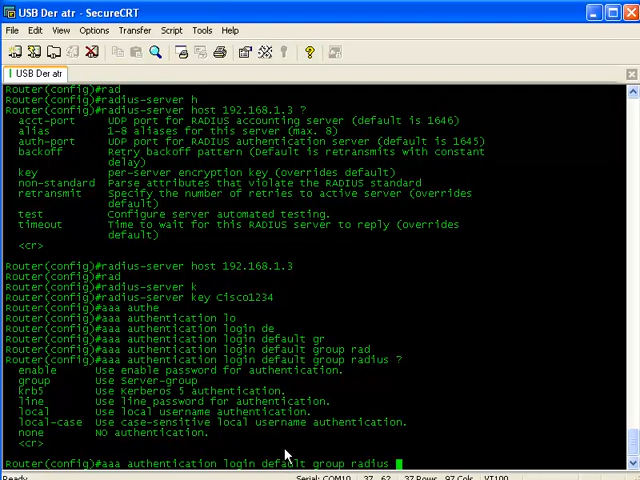 USB Der atr - SecureCRT
File Edit View Options Transfer Script Tools Help
USB Der atr
Router(config)#rad
Router(config)#radius-server h
Router(config)#radius-server host 192.168.1.3 ?
acct-port UDP port for RADIUS accounting server (default is 1646)
alias 1-8 aliases for this server (max. 8)
auth-port UDP port for RADIUS authentication server (default is 1645)
backoff Retry backoff pattern (Default is retransmits with constant
delay)
key per-server encryption key (overrides default)
non-standard Parse attributes that violate the RADIUS standard
retransmit Specify the number of retries to active server (overrides
default)
test Configure server automated testing.
timeout Time to wait for this RADIUS server to reply (overrides
default)
<cr>
Router(config)#radius-server host 192.168.1.3
Router(config)#rad
Router(config)#radius-server k
Router(config)#radius-server key Cisco1234
Router(config)#aaa authe
Router(config)#aaa authentication lo
Router(config)#aaa authentication login de
Router(config)#aaa authentication login default gr
Router(config)#aaa authentication login default group rad
Router(config)#aaa authentication login default group radius ?
enable Use enable password for authentication.
group Use Server-group
krb5 Use Kerberos 5 authentication.
line Use line password for authentication.
local Use local username authentication.
local-case Use case-sensitive local username authentication.
none NO authentication.
<cr>
Router(config)#aaa authentication login default group radius
Serial: COM10 37, 62 37 Rows, 97 Cols VT100